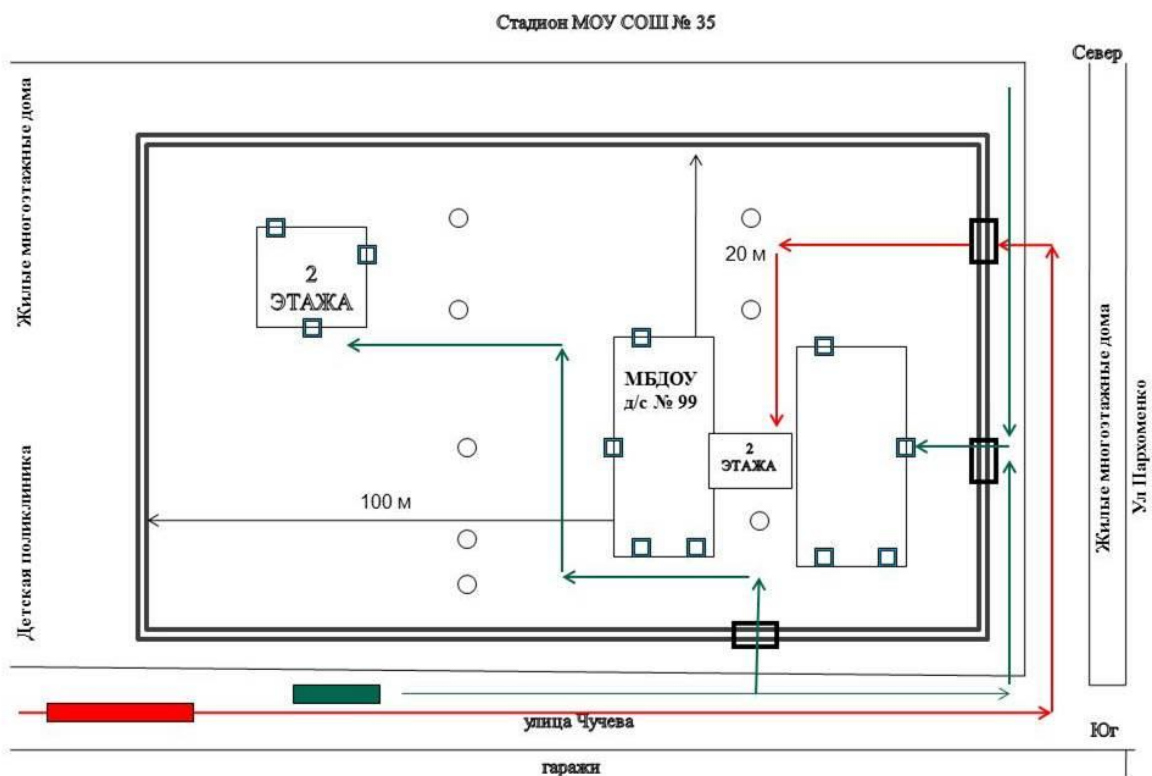 Стадион МОУ СОШ № 35
Север
Жилые многоэтажные дома
2
ЭТАЖА
20 м
МБДОУ
д/с № 99
2
ЭТАЖА
100 м
Детская поликлиника
Жилые многоэтажные дома
Ул Пархоменко
улица Чучева
Юг
гаражи